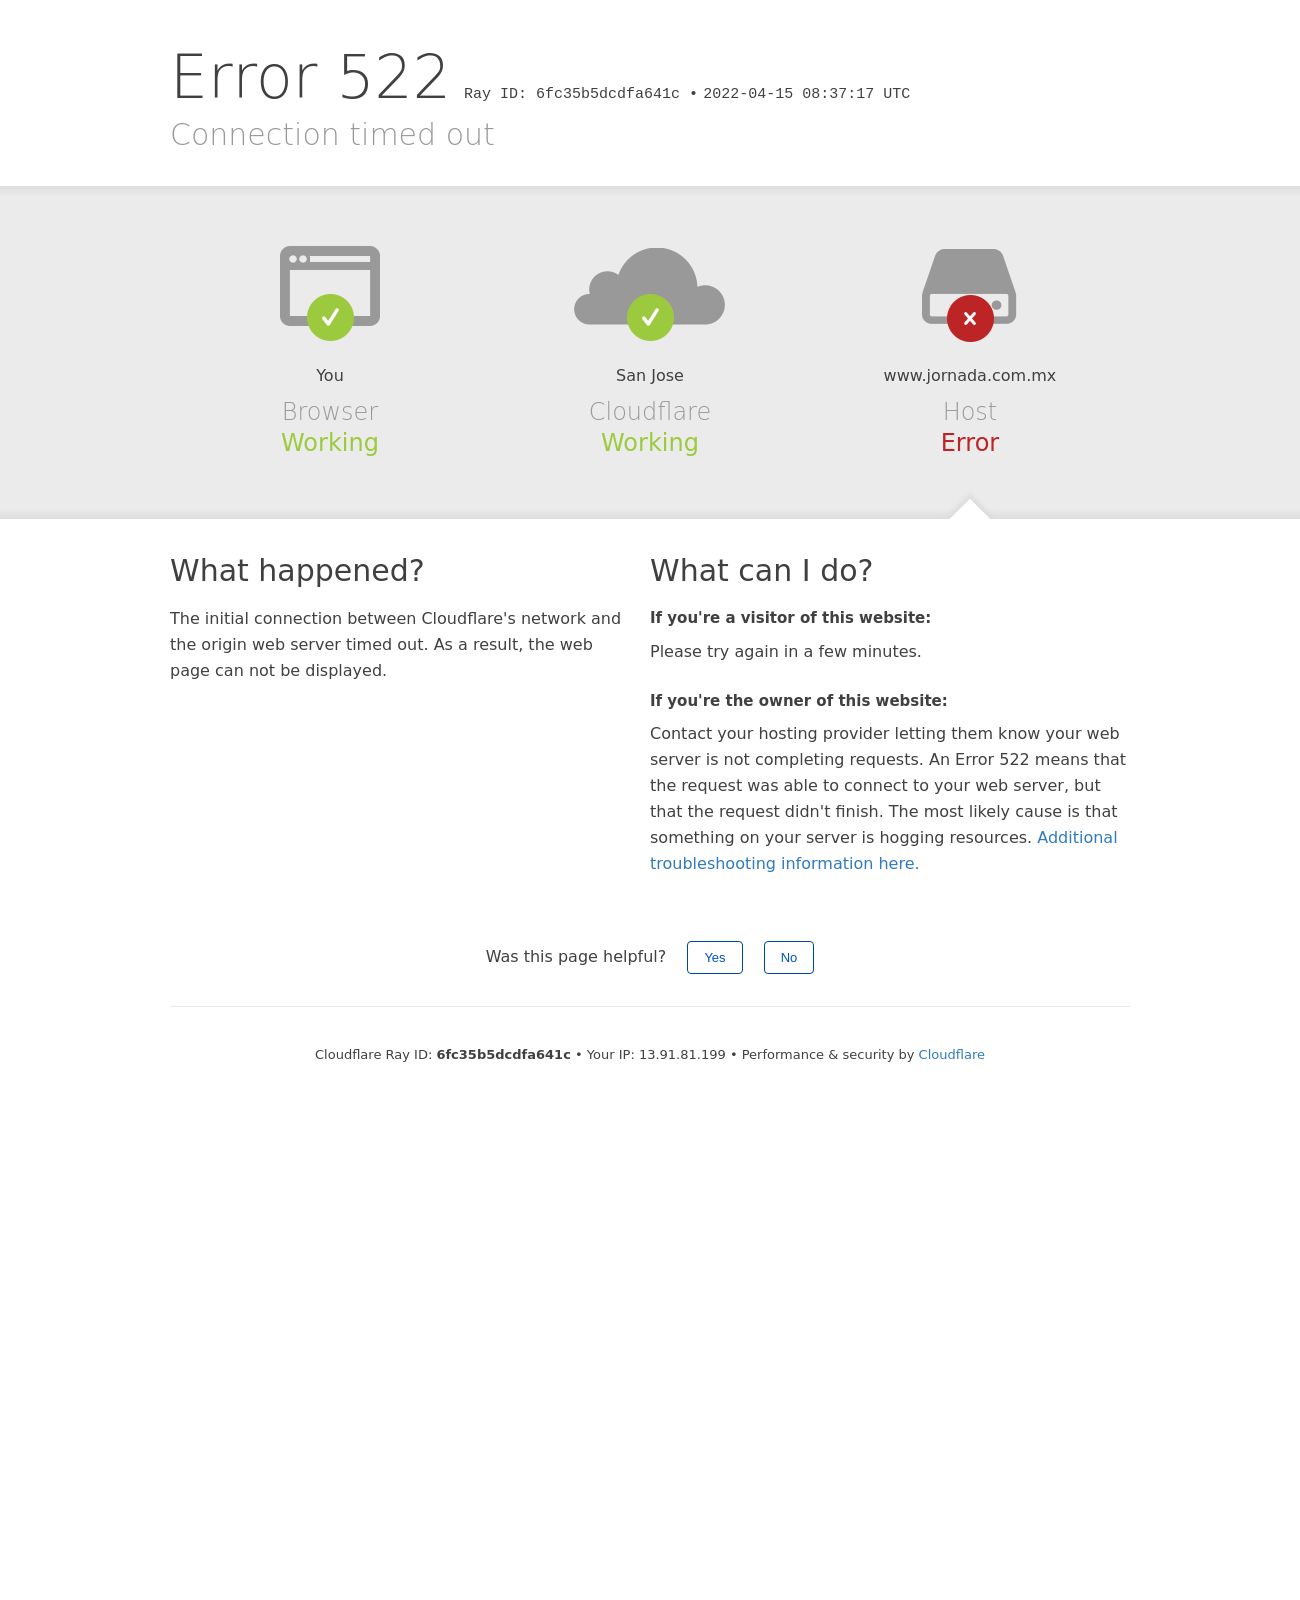 Error 522 Ray ID: 6fc35b5dcdfa641c • 2022-04-15 08:37:17 UTC
Connection timed out
You
Browser
Working
San Jose
Cloudflare
Working
www.jornada.com.mx
Host
Error
What happened?
The initial connection between Cloudflare's network and
the origin web server timed out. As a result, the web
page can not be displayed.
What can I do?
If you're a visitor of this website:
Please try again in a few minutes.
If you're the owner of this website:
Contact your hosting provider letting them know your web
server is not completing requests. An Error 522 means that
the request was able to connect to your web server, but
that the request didn't finish. The most likely cause is that
something on your server is hogging resources. Additional
troubleshooting information here.
Was this page helpful? Yes No
Cloudflare Ray ID: 6fc35b5dcdfa641c • Your IP: 13.91.81.199 • Performance & security by Cloudflare